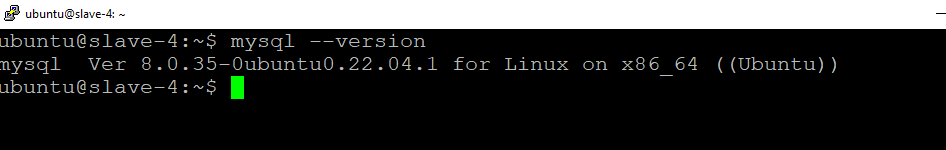 ubuntu@slave-4: ~
ubuntu@slave-4:~$ mysql --version
mysql  Ver 8.0.35-0ubuntu0.22.04.1 for Linux on x86_64 ((Ubuntu))
ubuntu@slave-4:~$